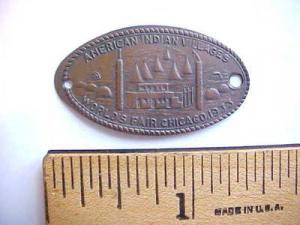 AMERICAN INDIAN VILLAGES
WORLD'S FAIR. CHICAGO. 1933
1
MADE IN U.S.A.